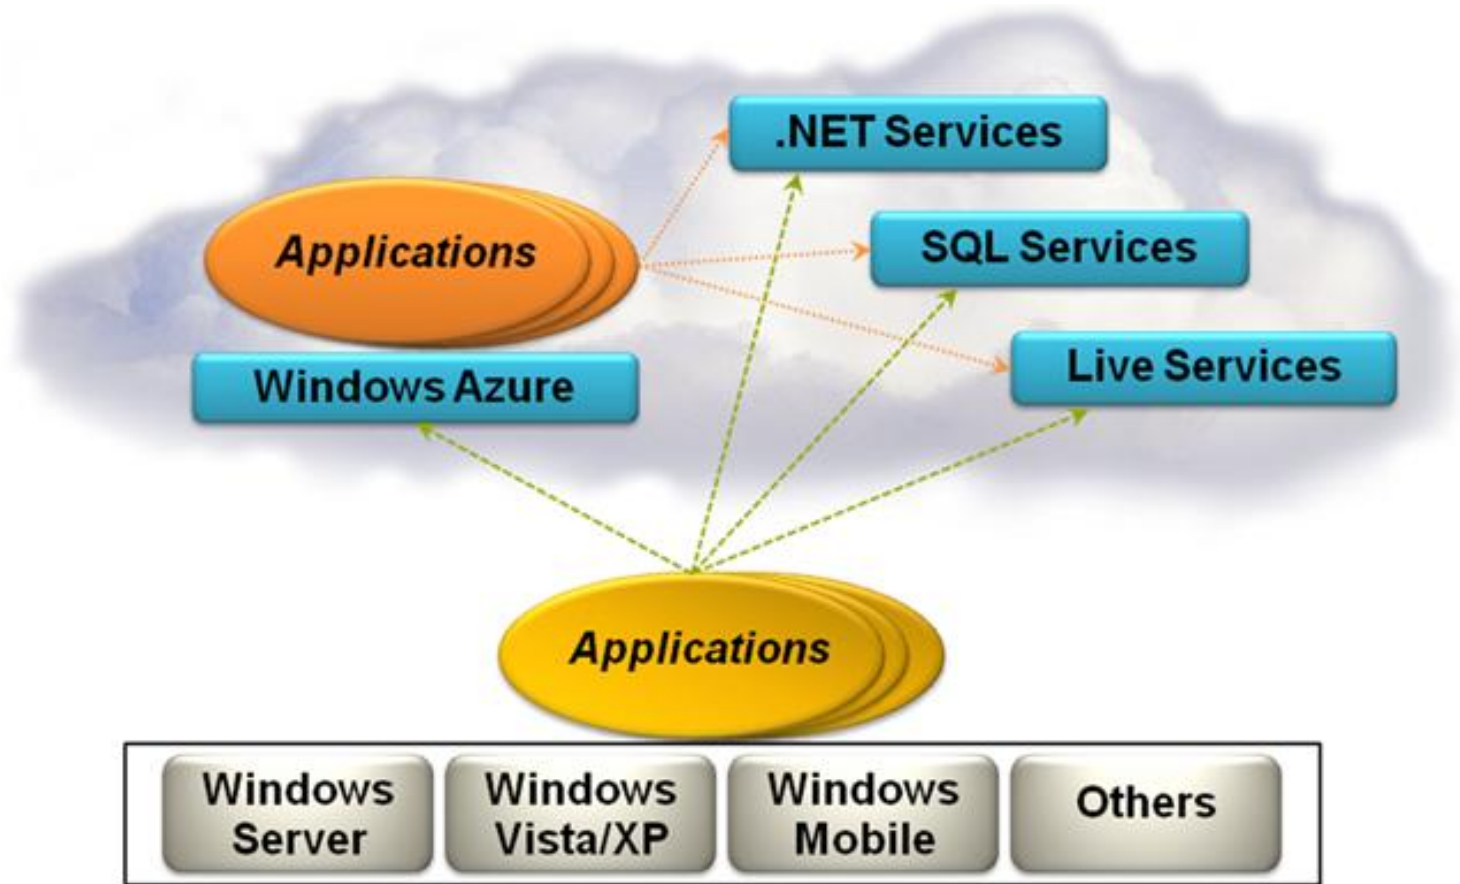 .NET Services
Applications
SQL Services
Live Services
Windows Azure
Applications
Windows
Server
Windows
Vista/XP
Windows
Mobile
Others